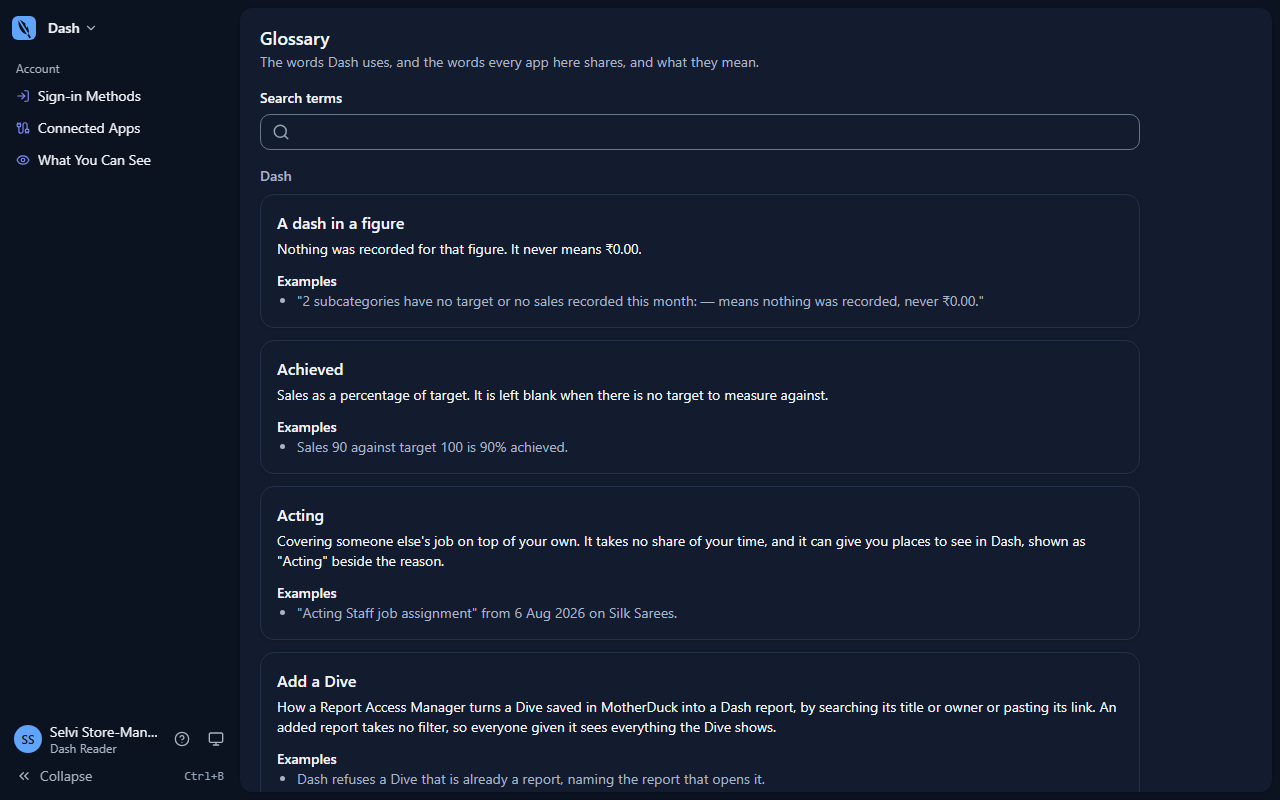 Dash
Account
Sign-in Methods
Connected Apps
What You Can See
Selvi Store-Man...
SS
Dash Reader
Collapse
Ctrl+B
Glossary
The words Dash uses, and the words every app here shares, and what they mean.
Search terms
Dash
A dash in a figure
Nothing was recorded for that figure. It never means ₹0.00.
Examples
"2 subcategories have no target or no sales recorded this month: — means nothing was recorded, never ₹0.00."
Achieved
Sales as a percentage of target. It is left blank when there is no target to measure against.
Examples
Sales 90 against target 100 is 90% achieved.
Acting
Covering someone else's job on top of your own. It takes no share of your time, and it can give you places to see in Dash, shown as
"Acting" beside the reason.
Examples
"Acting Staff job assignment" from 6 Aug 2026 on Silk Sarees.
Add a Dive
How a Report Access Manager turns a Dive saved in MotherDuck into a Dash report, by searching its title or owner or pasting its link. An
added report takes no filter, so everyone given it sees everything the Dive shows.
Examples
Dash refuses a Dive that is already a report, naming the report that opens it.